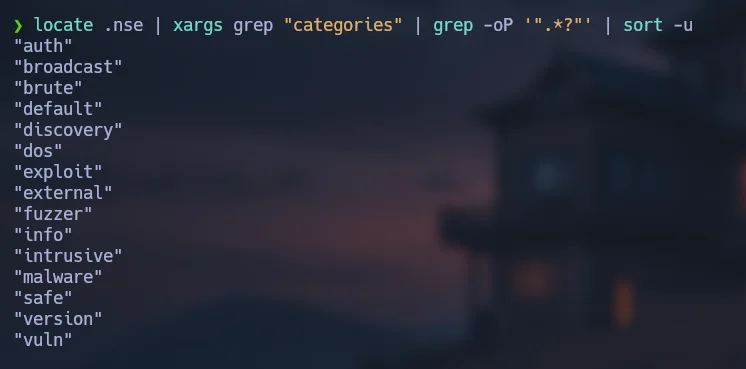 ❯ locate .nse | xargs grep "categories" | grep -oP '".*?"' | sort -u
"auth"
"broadcast"
"brute"
"default"
"discovery"
"dos"
"exploit"
"external"
"fuzzer"
"info"
"intrusive"
"malware"
"safe"
"version"
"vuln"